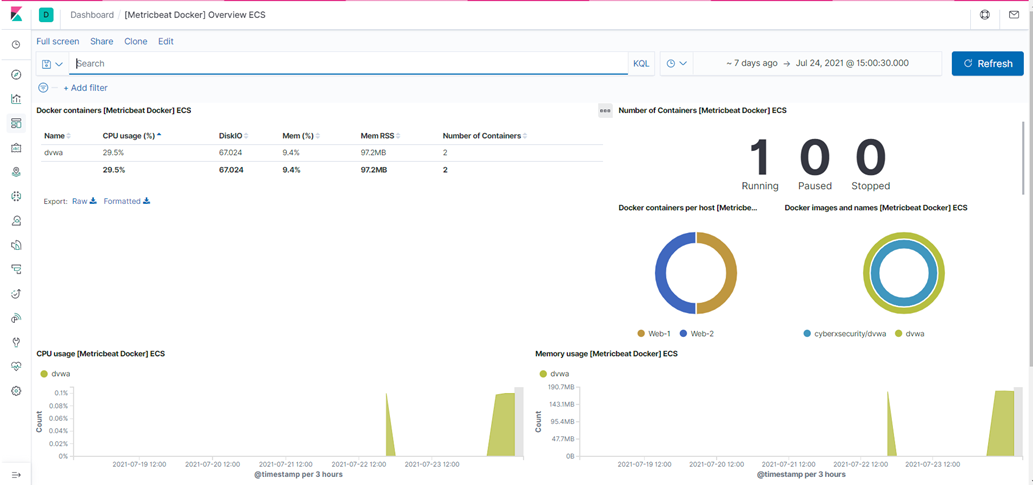 D Dashboard / [Metricbeat Docker] Overview ECS
Full screen Share Clone Edit
Search KQL ~ 7 days ago → Jul 24, 2021 @ 15:00:30.000 Refresh
+ Add filter
Docker containers [Metricbeat Docker] ECS
Name CPU usage (%) DiskIO Mem (%) Mem RSS Number of Containers
dvwa 29.5% 67.024 9.4% 97.2MB 2
29.5% 67.024 9.4% 97.2MB 2
Export: Raw Formatted
Number of Containers [Metricbeat Docker] ECS
1 0 0
Running Paused Stopped
Docker containers per host [Metricbe... Docker images and names [Metricbeat Docker] ECS
Web-1 Web-2 cyberxsecurity/dvwa dvwa
CPU usage [Metricbeat Docker] ECS
dvwa
0.1%
0.08%
0.06%
0.04%
0.02%
0%
Count
2021-07-19 12:00 2021-07-20 12:00 2021-07-21 12:00 2021-07-22 12:00 2021-07-23 12:00
@timestamp per 3 hours
Memory usage [Metricbeat Docker] ECS
dvwa
190.7MB
143.1MB
95.4MB
47.7MB
0B
Count
2021-07-19 12:00 2021-07-20 12:00 2021-07-21 12:00 2021-07-22 12:00 2021-07-23 12:00
@timestamp per 3 hours